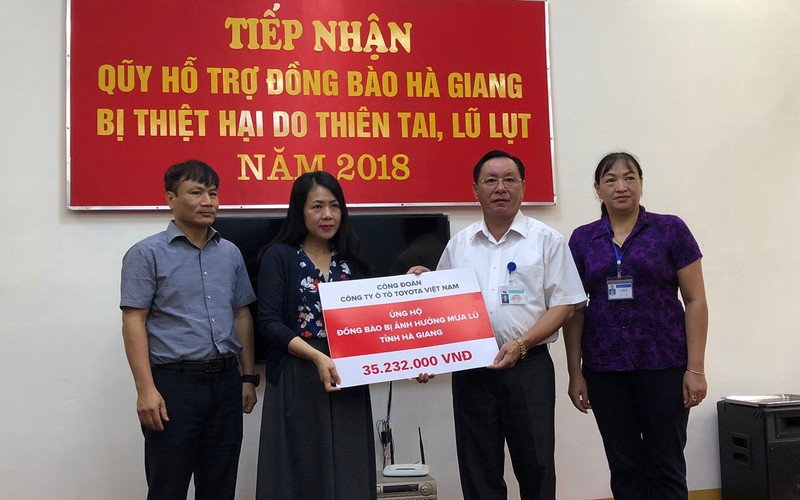 TIẾP NHẬN
QUỸ HỖ TRỢ ĐỒNG BÀO HÀ GIANG
BỊ THIỆT HẠI DO THIÊN TAI, LŨ LỤT
NĂM 2018
CÔNG ĐOÀN
CÔNG TY Ô TÔ TOYOTA VIỆT NAM
ỦNG HỘ
ĐỒNG BÀO BỊ ẢNH HƯỞNG MƯA LŨ
TỈNH HÀ GIANG
35.232.000 VNĐ